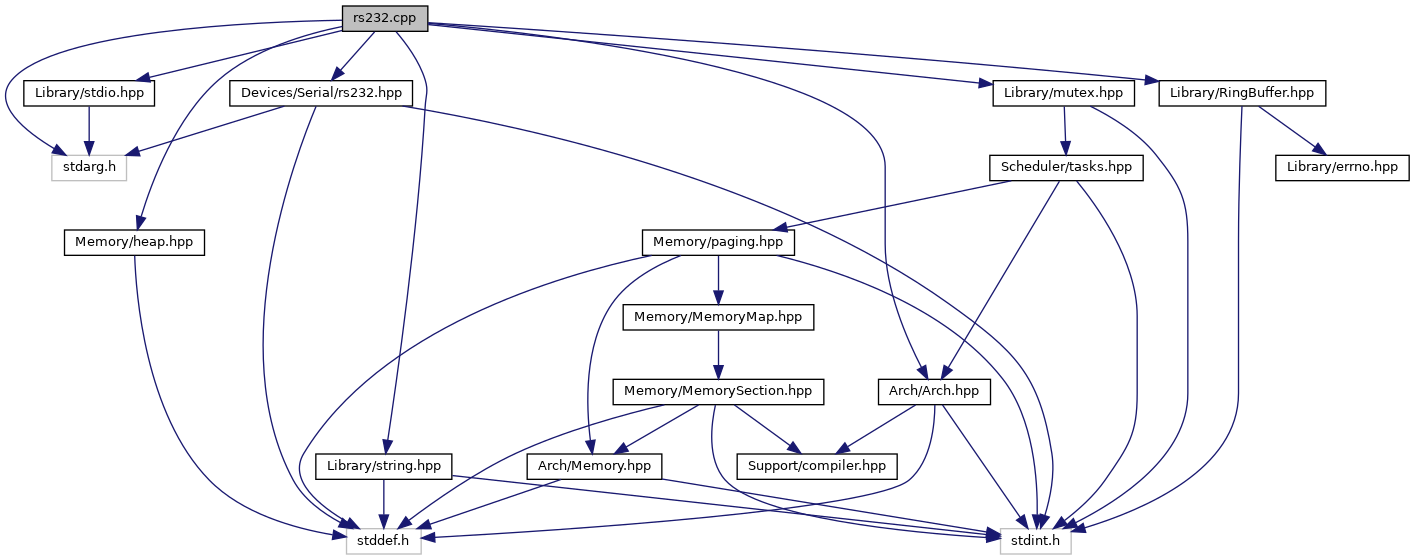 rs232.cpp
Library/stdio.hpp
Devices/Serial/rs232.hpp
Library/mutex.hpp
Library/RingBuffer.hpp
stdarg.h
Scheduler/tasks.hpp
Library/errno.hpp
Memory/heap.hpp
Memory/paging.hpp
Memory/MemoryMap.hpp
Memory/MemorySection.hpp
Arch/Arch.hpp
Library/string.hpp
Arch/Memory.hpp
Support/compiler.hpp
stddef.h
stdint.h